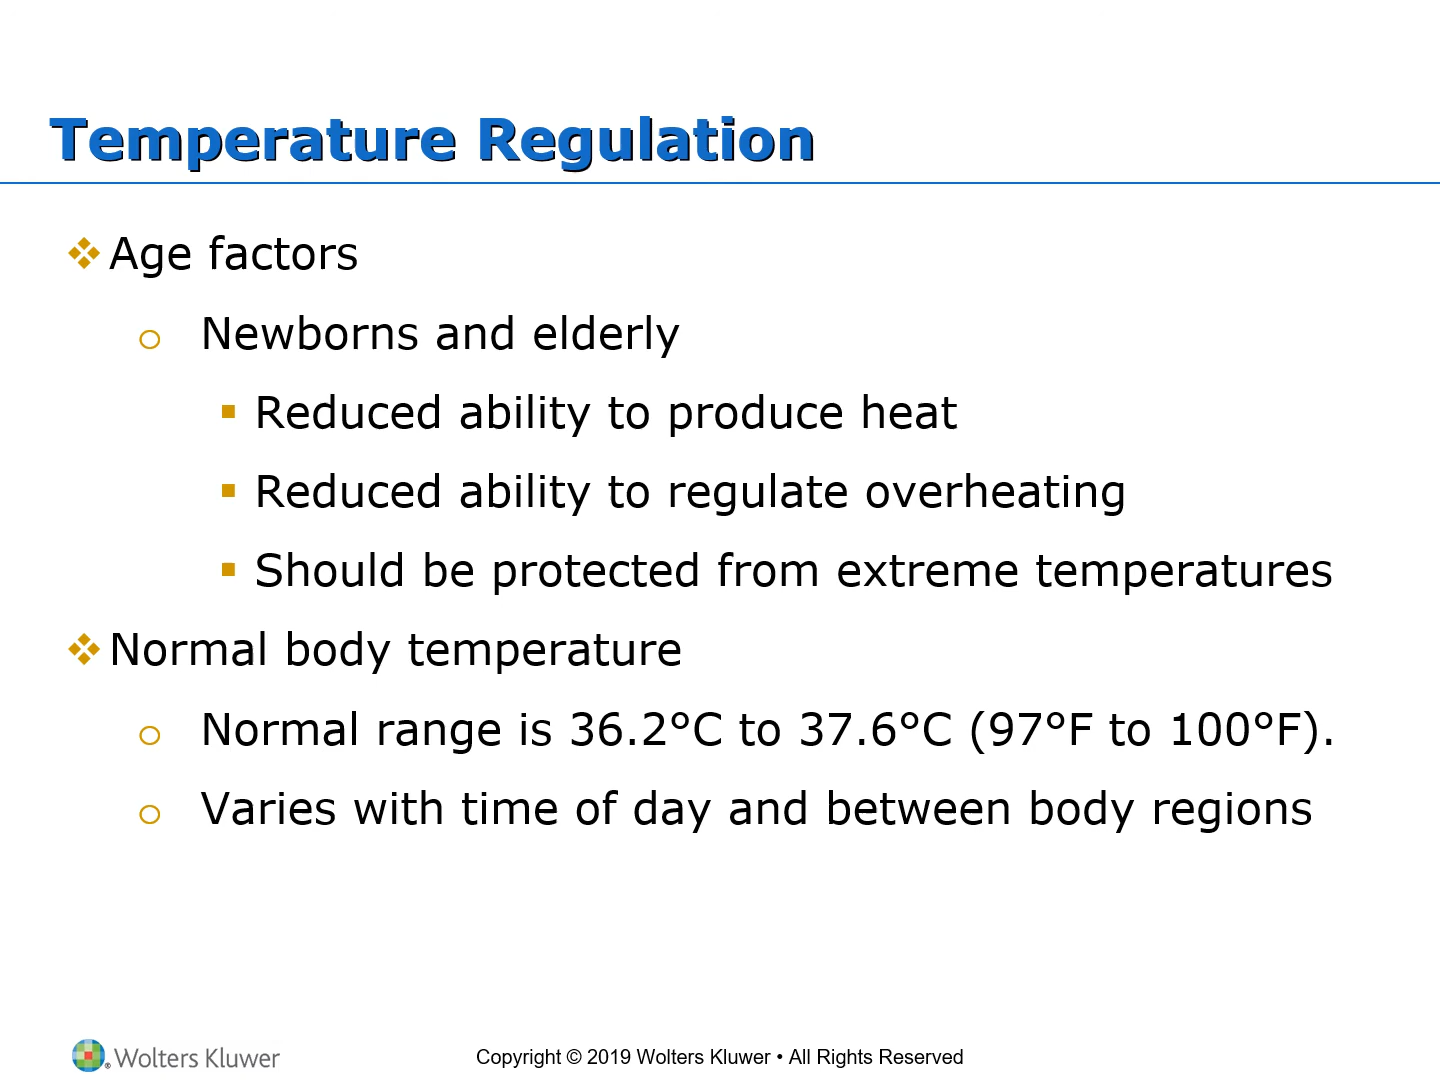 Temperature Regulation
❖ Age factors
o Newborns and elderly
▪ Reduced ability to produce heat
▪ Reduced ability to regulate overheating
▪ Should be protected from extreme temperatures
❖ Normal body temperature
o Normal range is 36.2°C to 37.6°C (97°F to 100°F).
o Varies with time of day and between body regions
® Wolters Kluwer
Copyright © 2019 Wolters Kluwer • All Rights Reserved